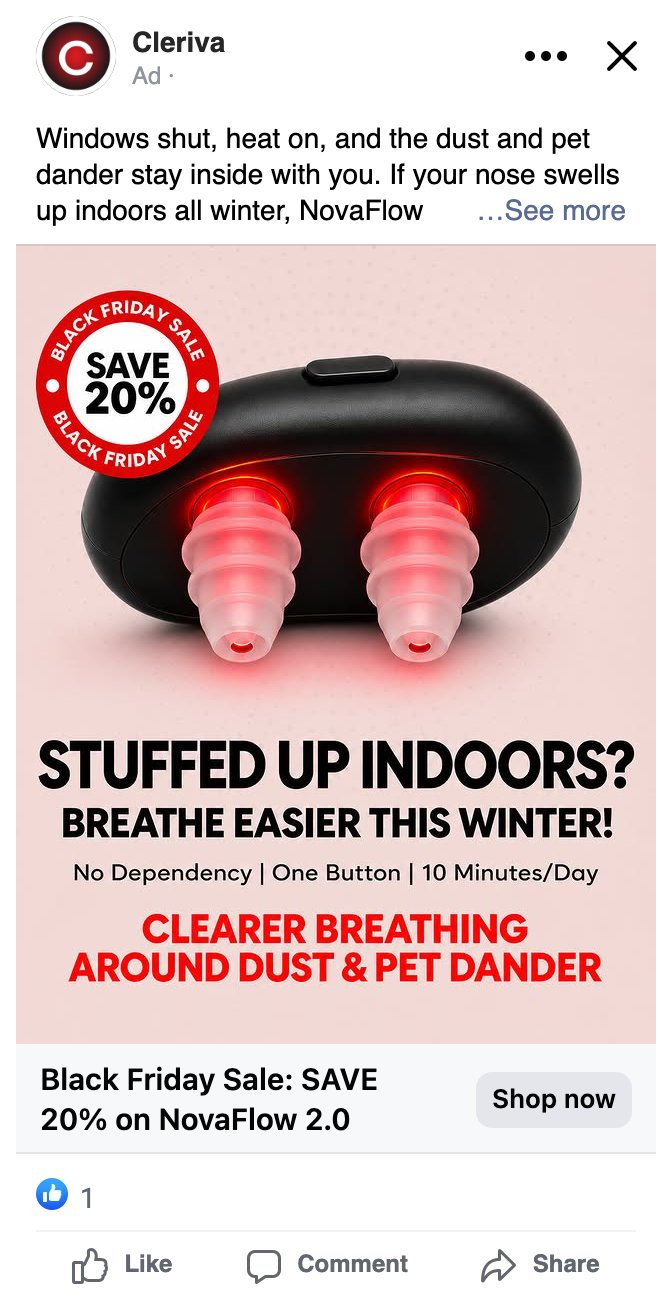 C
Cleriva
Ad ·
Windows shut, heat on, and the dust and pet
dander stay inside with you. If your nose swells
up indoors all winter, NovaFlow ...See more
BLACK FRIDAY SALE
SAVE
20%
BLACK FRIDAY SALE
STUFFED UP INDOORS?
BREATHE EASIER THIS WINTER!
No Dependency | One Button | 10 Minutes/Day
CLEARER BREATHING
AROUND DUST & PET DANDER
Black Friday Sale: SAVE
20% on NovaFlow 2.0
Shop now
1
Like Comment Share